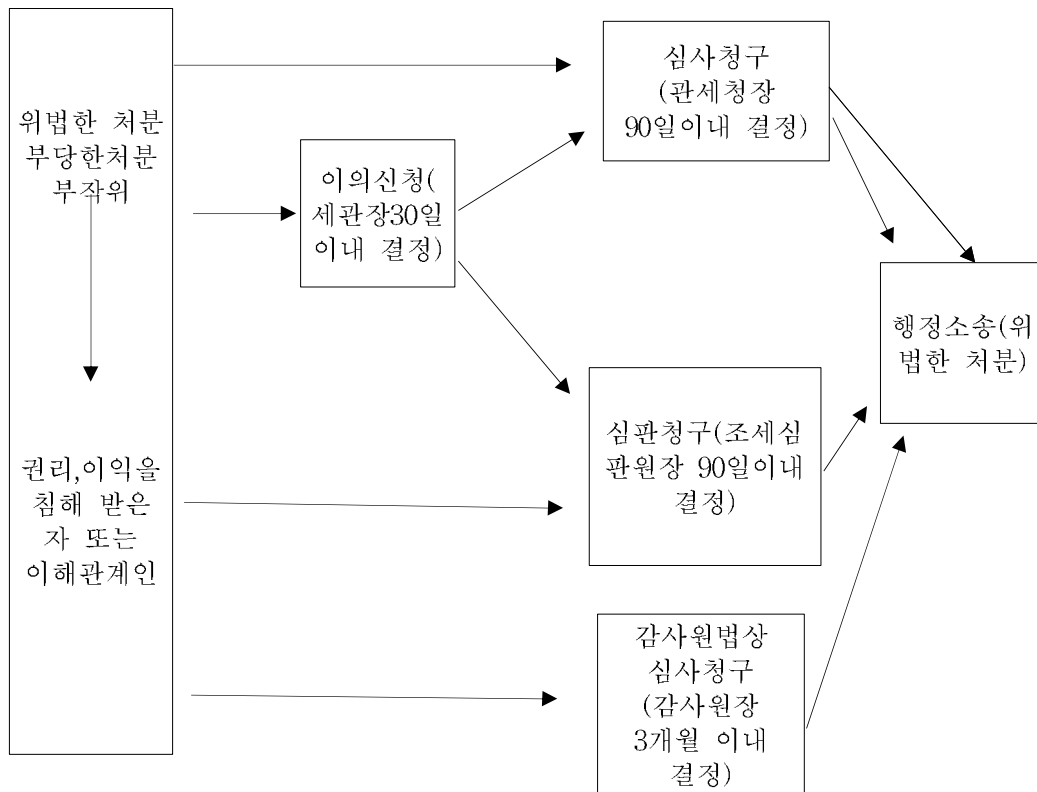 위법한 처분
부당한처분
부작위
권리,이익을
침해 받은
자 또는
이해관계인
이의신청(
세관장30일
이내 결정)
심사청구
(관세청장
90일이내 결정)
심판청구(조세심
판원장 90일이내
결정)
감사원법상
심사청구
(감사원장
3개월 이내
결정)
행정소송(위
법한 처분)